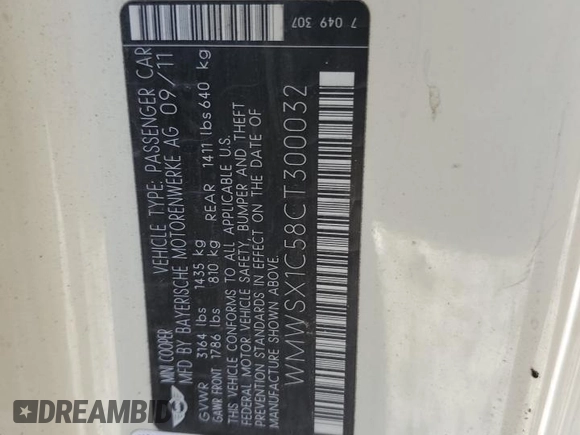 MINI COOPER
VEHICLE TYPE: PASSENGER CAR
MFD BY BAYERISCHE MOTORENWERKE AG 09/11
GVWR 3164 lbs 1435 kg
GAWR FRONT 1786 lbs 810 kg REAR 1411 lbs 640 kg
THIS VEHICLE CONFORMS TO ALL APPLICABLE U.S.
FEDERAL MOTOR VEHICLE SAFETY, BUMPER AND THEFT
PREVENTION STANDARDS IN EFFECT ON THE DATE OF
MANUFACTURE SHOWN ABOVE.
WMWSX1C58CT300032
7 049 307
DREAMBID